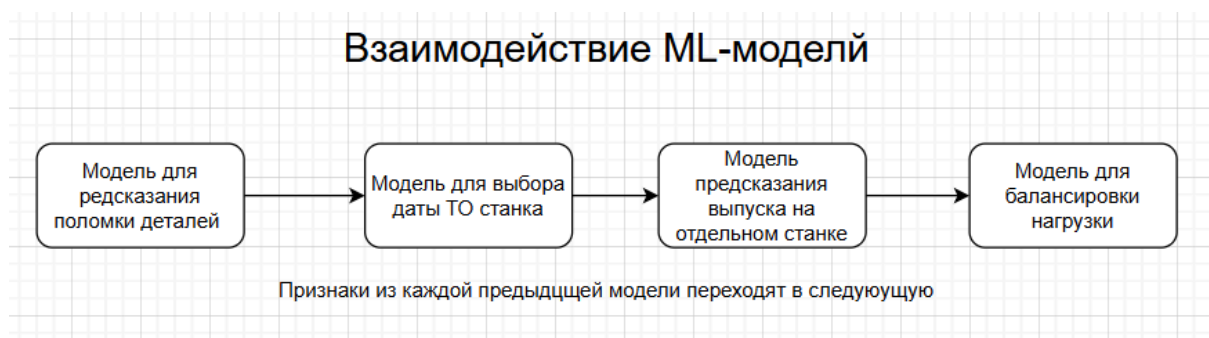 Взаимодействие ML-моделй
Модель для
редсказания
поломки деталей
Модель для выбора
даты ТО станка
Модель
предсказания
выпуска на
отдельном станке
Модель для
балансировки
нагрузки
Признаки из каждой предыдцщей модели переходят в следуюущую